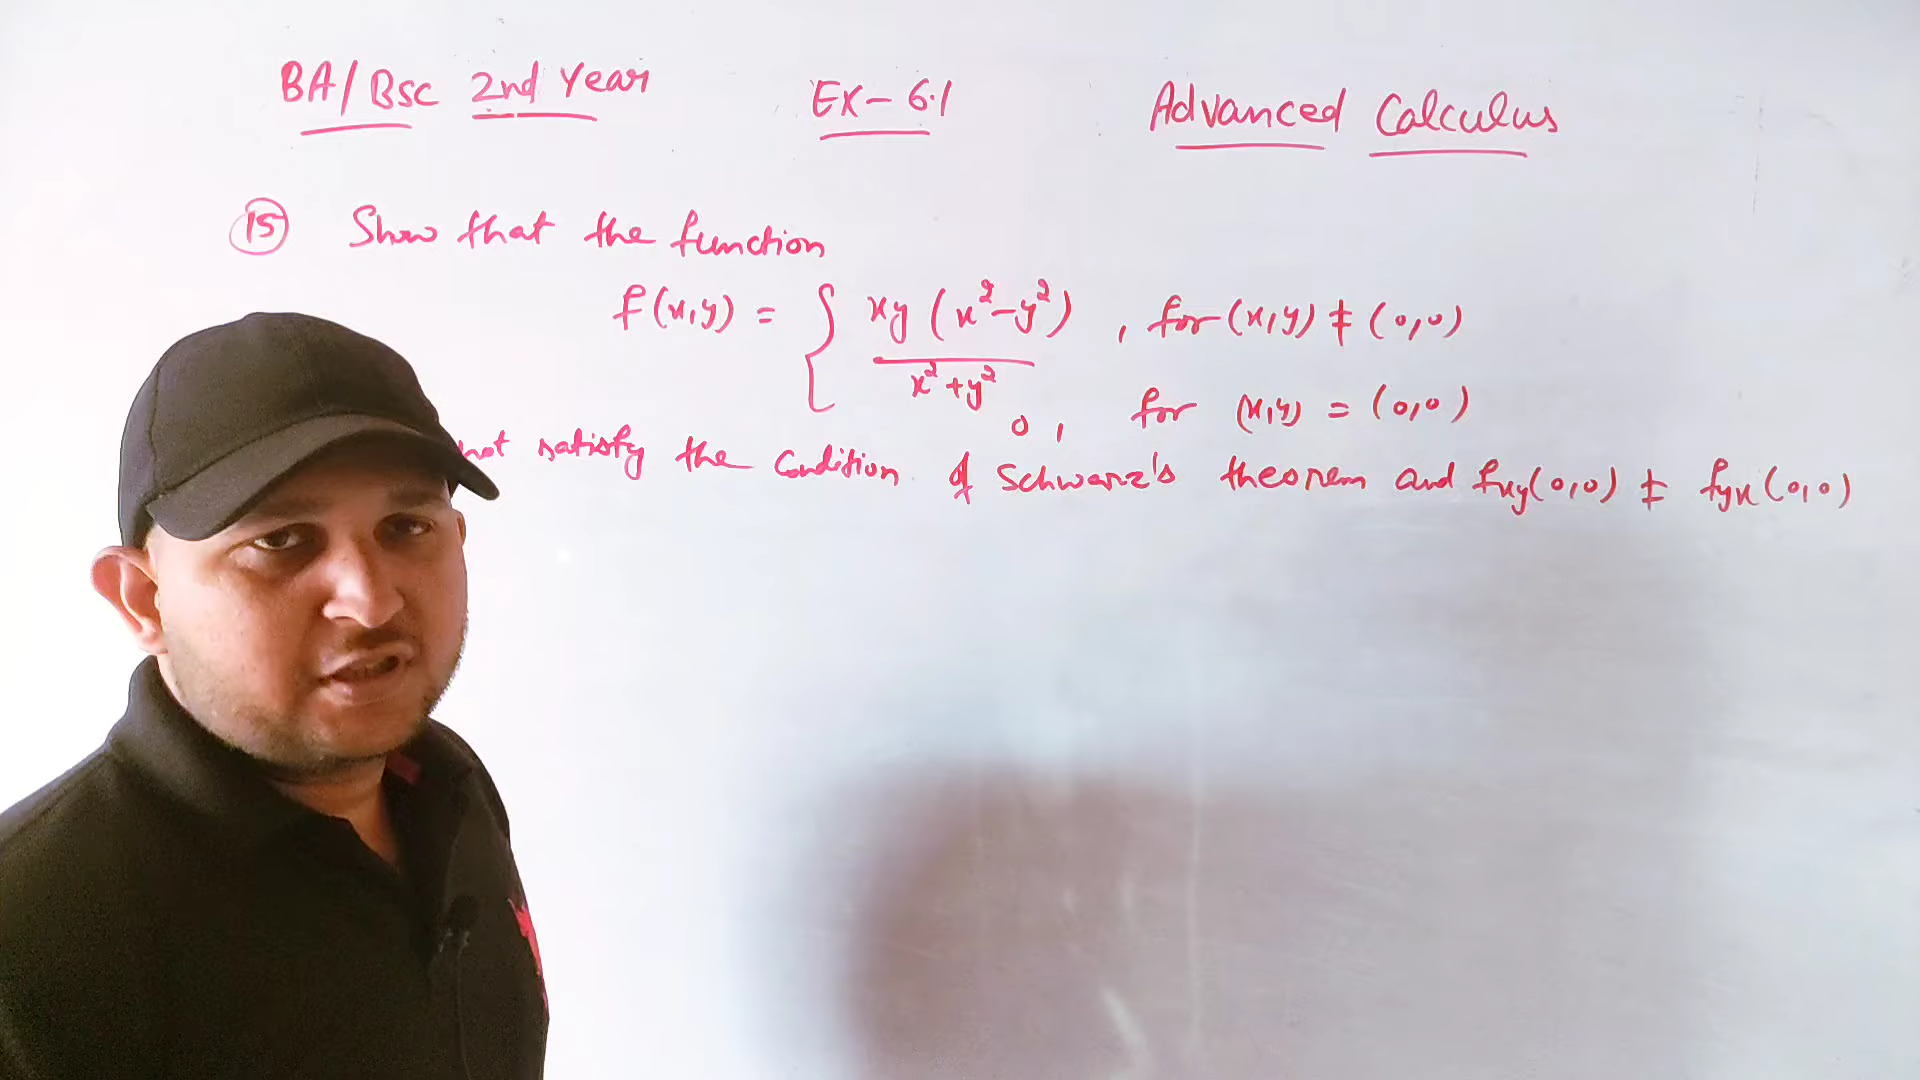 BA/BSC 2nd Year EX-6.1 Advanced Calculus
15 Show that the function
f(x,y) = { xy (x²-y²) / x²+y² , for (x,y) ≠ (0,0)
0 , for (x,y) = (0,0)
not satisfy the Condition of Schwarz's theorem and fxy(0,0) ≠ fyx(0,0)